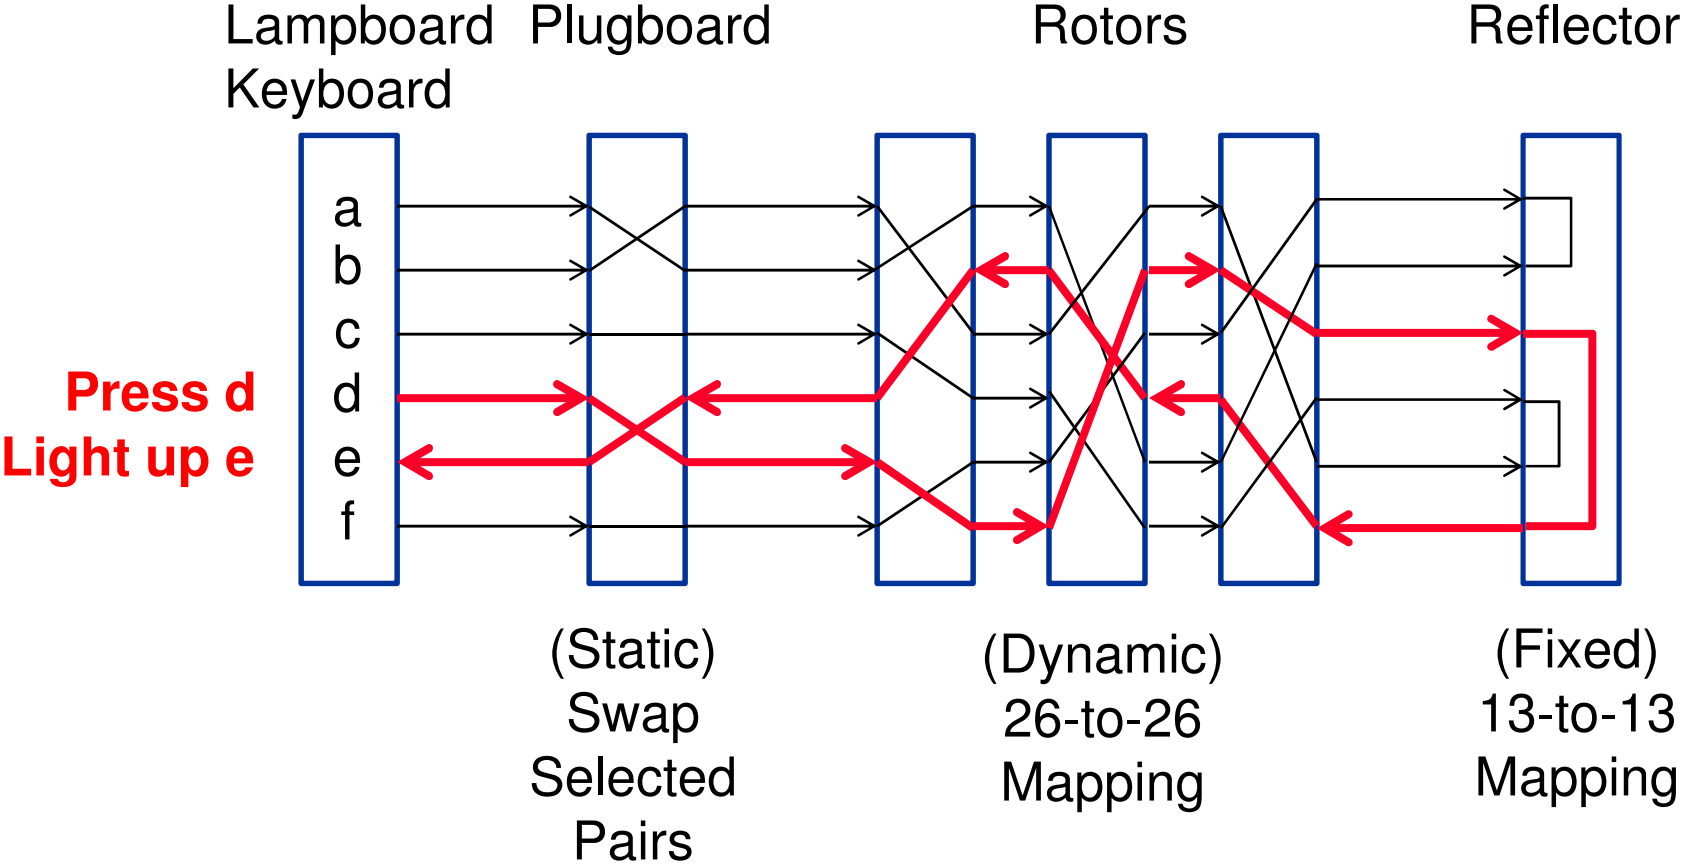 Lampboard
Keyboard
Plugboard
Rotors
Reflector
a
b
c
d
e
f
Press d
Light up e
(Static)
Swap
Selected
Pairs
(Dynamic)
26-to-26
Mapping
(Fixed)
13-to-13
Mapping